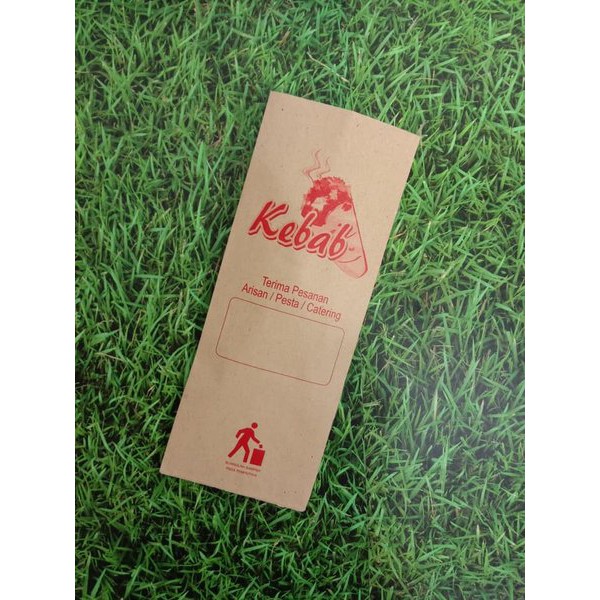 Kebab
Terima Pesanan
Arisan / Pesta / Catering